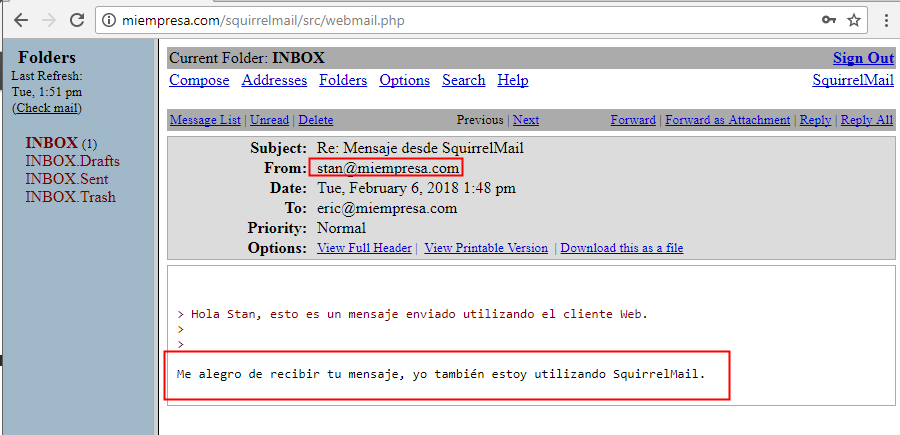 miempresa.com/squirrelmail/src/webmail.php
Folders
Last Refresh:
Tue, 1:51 pm
(Check mail)
INBOX (1)
INBOX.Drafts
INBOX.Sent
INBOX.Trash
Current Folder: INBOX Sign Out
Compose Addresses Folders Options Search Help SquirrelMail
Message List | Unread | Delete Previous | Next Forward | Forward as Attachment | Reply | Reply All
Subject: Re: Mensaje desde SquirrelMail
From: stan@miempresa.com
Date: Tue, February 6, 2018 1:48 pm
To: eric@miempresa.com
Priority: Normal
Options: View Full Header | View Printable Version | Download this as a file
> Hola Stan, esto es un mensaje enviado utilizando el cliente Web.
>
>
Me alegro de recibir tu mensaje, yo también estoy utilizando SquirrelMail.